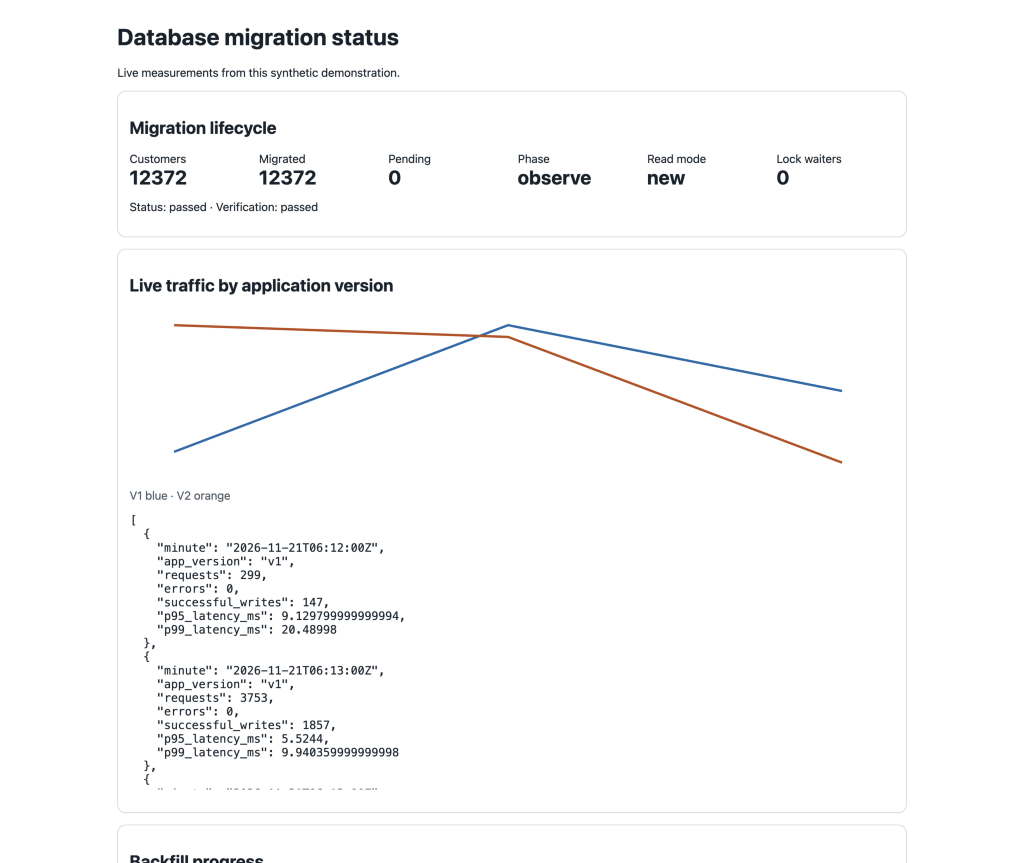 Database migration status
Live measurements from this synthetic demonstration.
Migration lifecycle
Customers Migrated Pending Phase Read mode Lock waiters
12372 12372 0 observe new 0
Status: passed · Verification: passed
Live traffic by application version
V1 blue · V2 orange
[
  {
    "minute": "2026-11-21T06:12:00Z",
    "app_version": "v1",
    "requests": 299,
    "errors": 0,
    "successful_writes": 147,
    "p95_latency_ms": 9.129799999999994,
    "p99_latency_ms": 20.48998
  },
  {
    "minute": "2026-11-21T06:13:00Z",
    "app_version": "v1",
    "requests": 3753,
    "errors": 0,
    "successful_writes": 1857,
    "p95_latency_ms": 5.5244,
    "p99_latency_ms": 9.940359999999998
  },
  {
Backfill progress